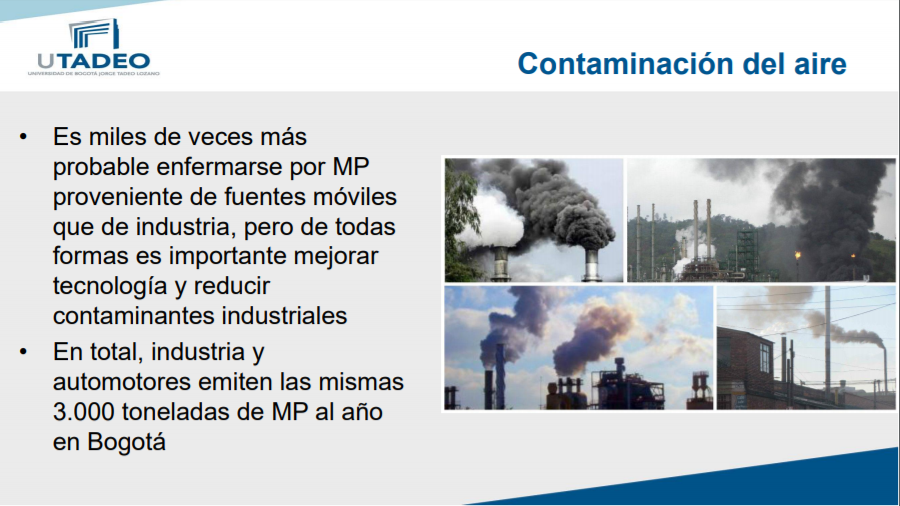 UTADEO
UNIVERSIDAD DE BOGOTÁ JORGE TADEO LOZANO
Contaminación del aire
• Es miles de veces más
probable enfermarse por MP
proveniente de fuentes móviles
que de industria, pero de todas
formas es importante mejorar
tecnología y reducir
contaminantes industriales
• En total, industria y
automotores emiten las mismas
3.000 toneladas de MP al año
en Bogotá